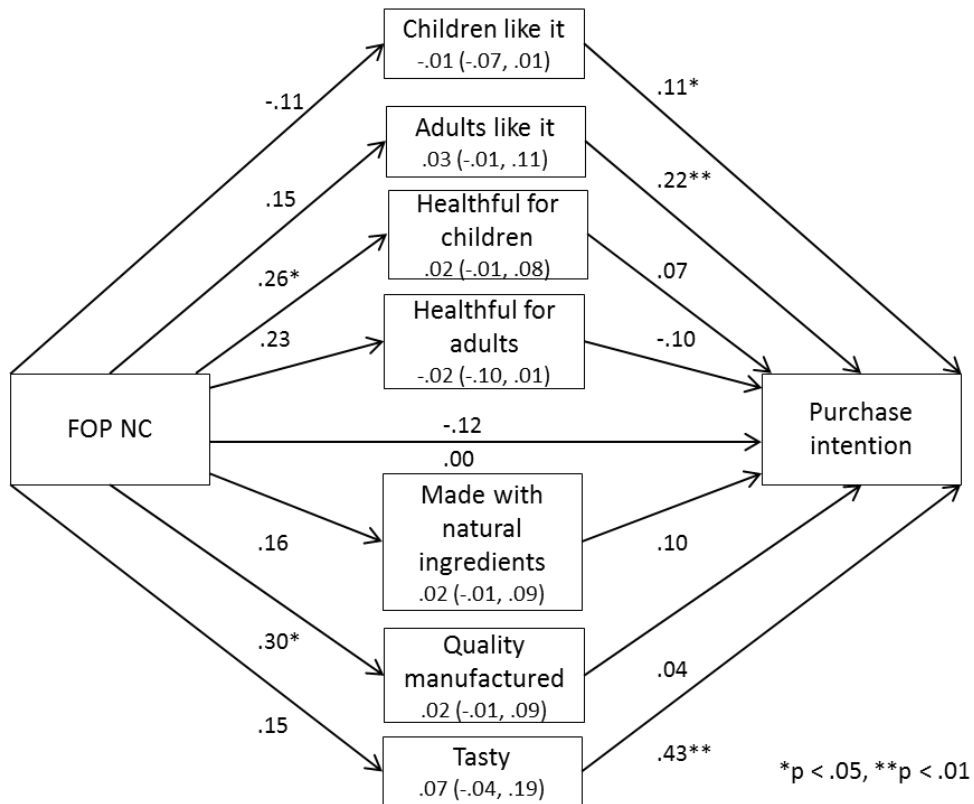 Children like it
-.01 (-.07, .01)
-.11
.11*
Adults like it
.03 (-.01, .11)
.15
.22**
Healthful for
children
.02 (-.01, .08)
.26*
.07
Healthful for
adults
-.02 (-.10, .01)
.23
-.10
FOP NC
-.12
.00
Purchase
intention
Made with
natural
ingredients
.02 (-.01, .09)
.16
.10
Quality
manufactured
.02 (-.01, .09)
.30*
.04
Tasty
.07 (-.04, .19)
.15
.43**
*p < .05, **p < .01